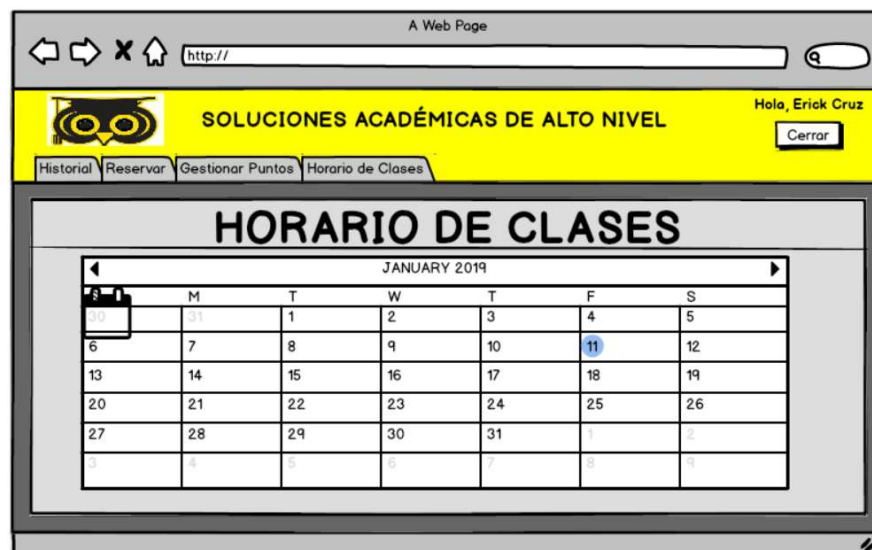 A Web Page
http://
SOLUCIONES ACADÉMICAS DE ALTO NIVEL
Hola, Erick Cruz
Cerrar
Historial Reservar Gestionar Puntos Horario de Clases
HORARIO DE CLASES
JANUARY 2019
M T W T F S
30 31 1 2 3 4 5
6 7 8 9 10 11 12
13 14 15 16 17 18 19
20 21 22 23 24 25 26
27 28 29 30 31 1 2
3 4 5 6 7 8 9